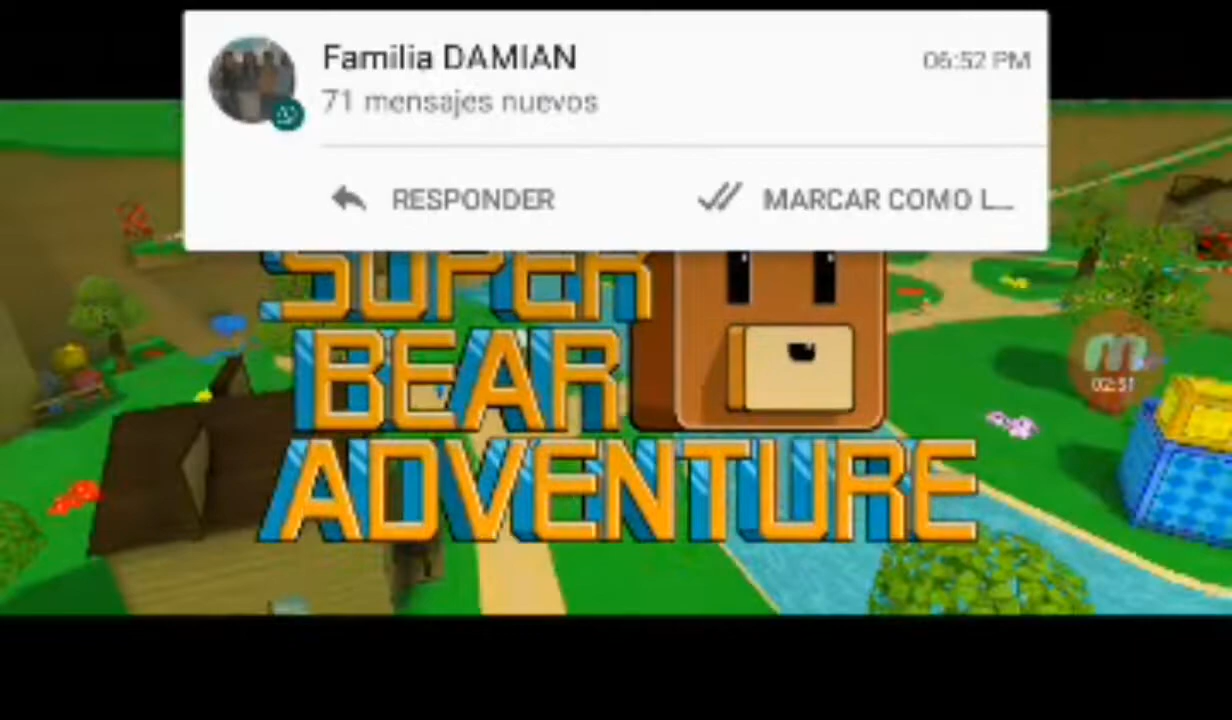 Familia DAMIAN
06:52 PM
71 mensajes nuevos
RESPONDER
MARCAR COMO L...
SUPER
BEAR
ADVENTURE
m
02:51